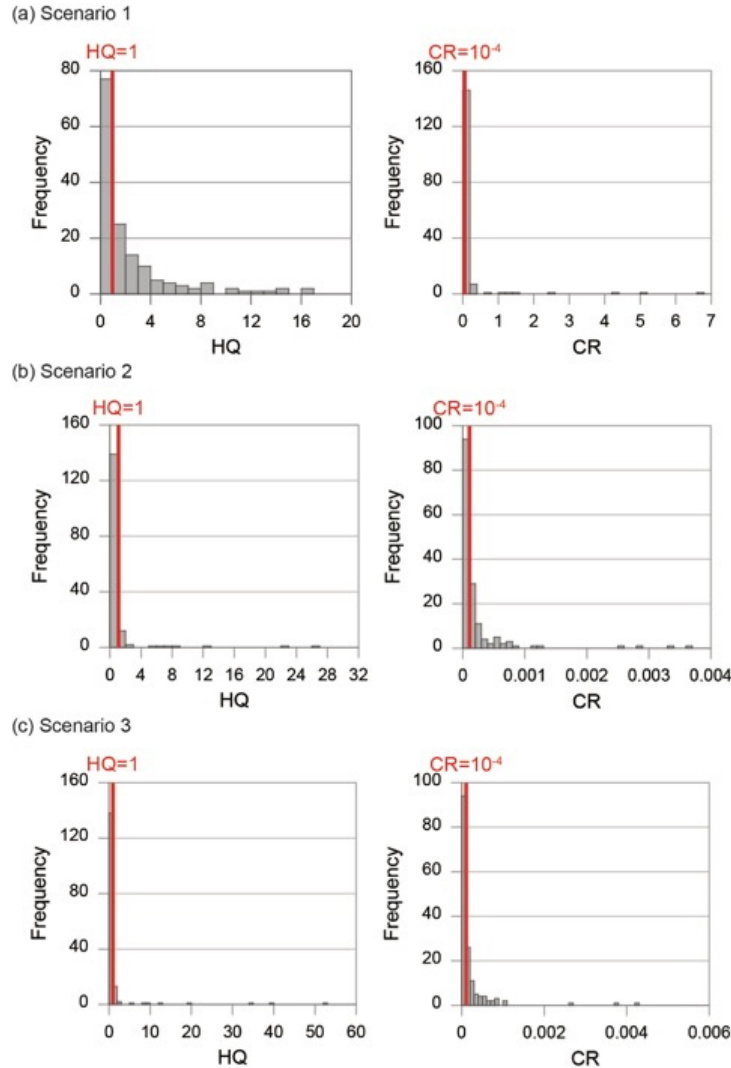 (a) Scenario 1
HQ=1
CR=10⁻⁴
80
60
40
20
0
Frequency
0 4 8 12 16 20
HQ
160
120
80
40
0
Frequency
0 1 2 3 4 5 6 7
CR
(b) Scenario 2
HQ=1
CR=10⁻⁴
160
120
80
40
0
Frequency
0 4 8 12 16 20 24 28 32
HQ
100
80
60
40
20
0
Frequency
0 0.001 0.002 0.003 0.004
CR
(c) Scenario 3
HQ=1
CR=10⁻⁴
160
120
80
40
0
Frequency
0 10 20 30 40 50 60
HQ
100
80
60
40
20
0
Frequency
0 0.002 0.004 0.006
CR